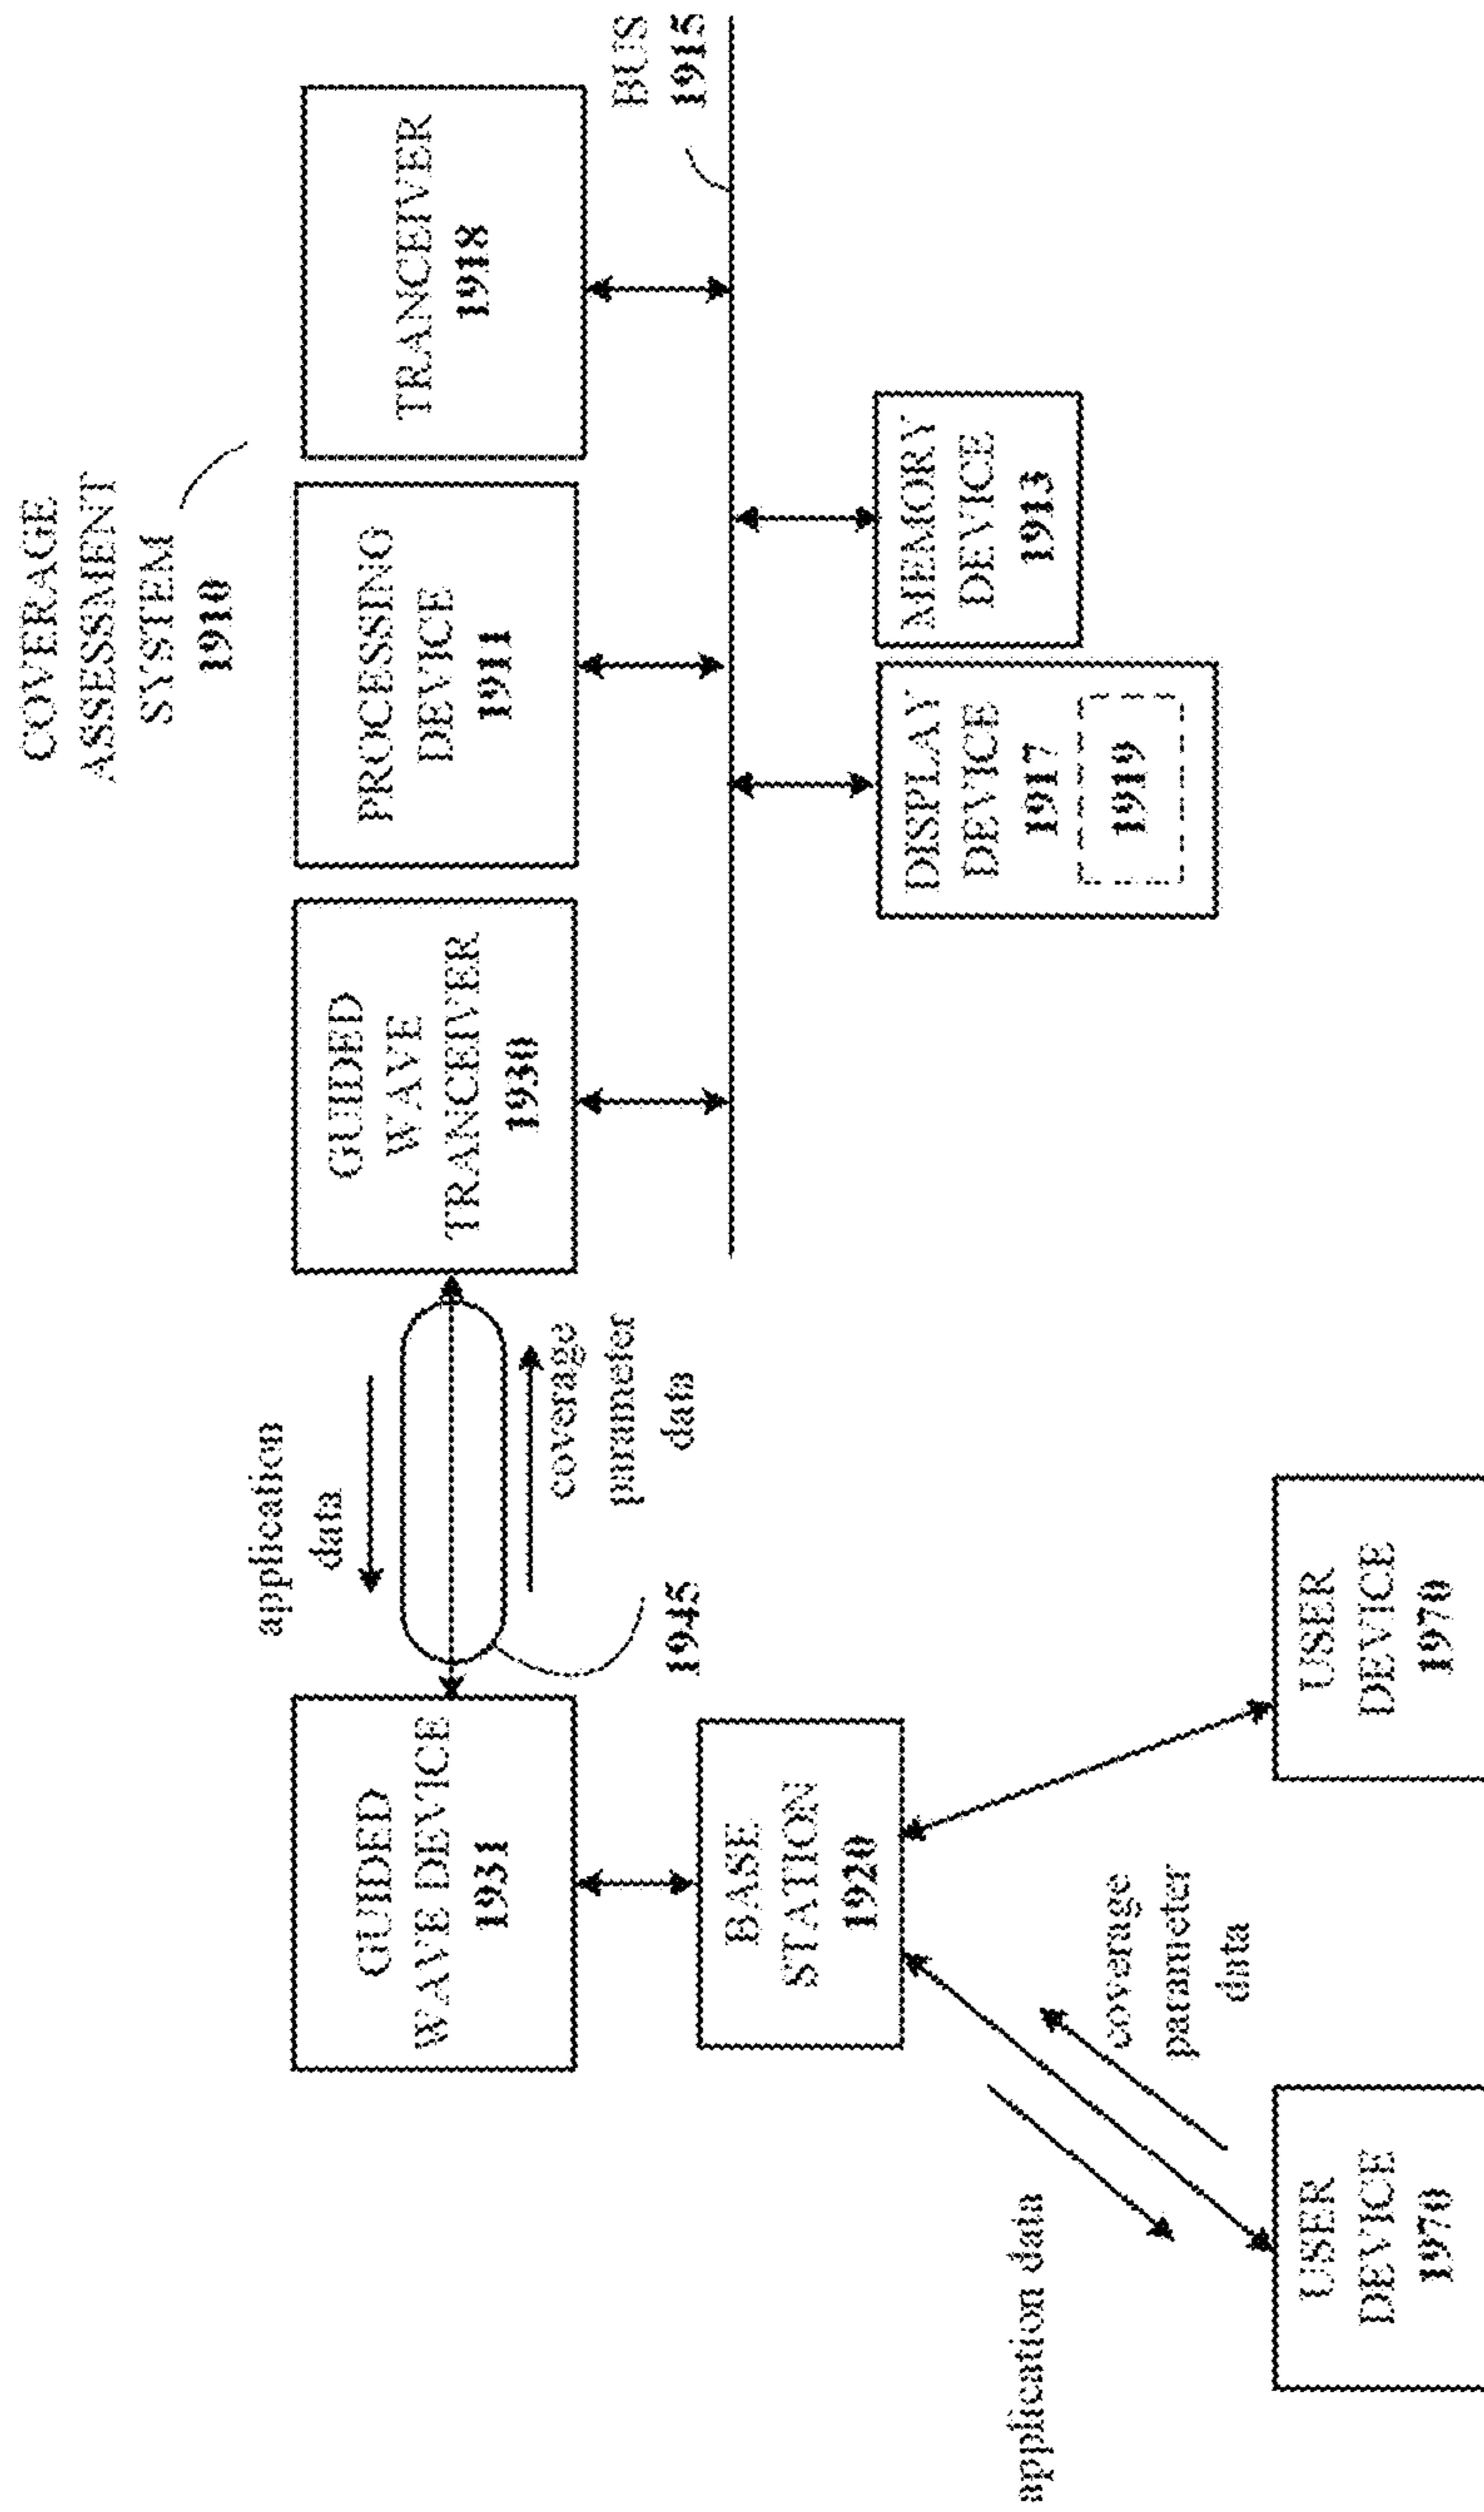 COVERAGE
ASSESSMENT
SYSTEM
1910
GUIDED
WAVE DEVICE
1931
application
data
coverage
parameter
data
1945
GUIDED
WAVE
TRANCEIVER
1930
PROCESSING
DEVICE
1911
TRANCEIVER
1918
BUS
1915
BASE
STATION
1920
DISPLAY
DEVICE
1917
1919
MEMORY
DEVICE
1913
application data
coverage
parameter
data
USER
DEVICE
1970
USER
DEVICE
1970